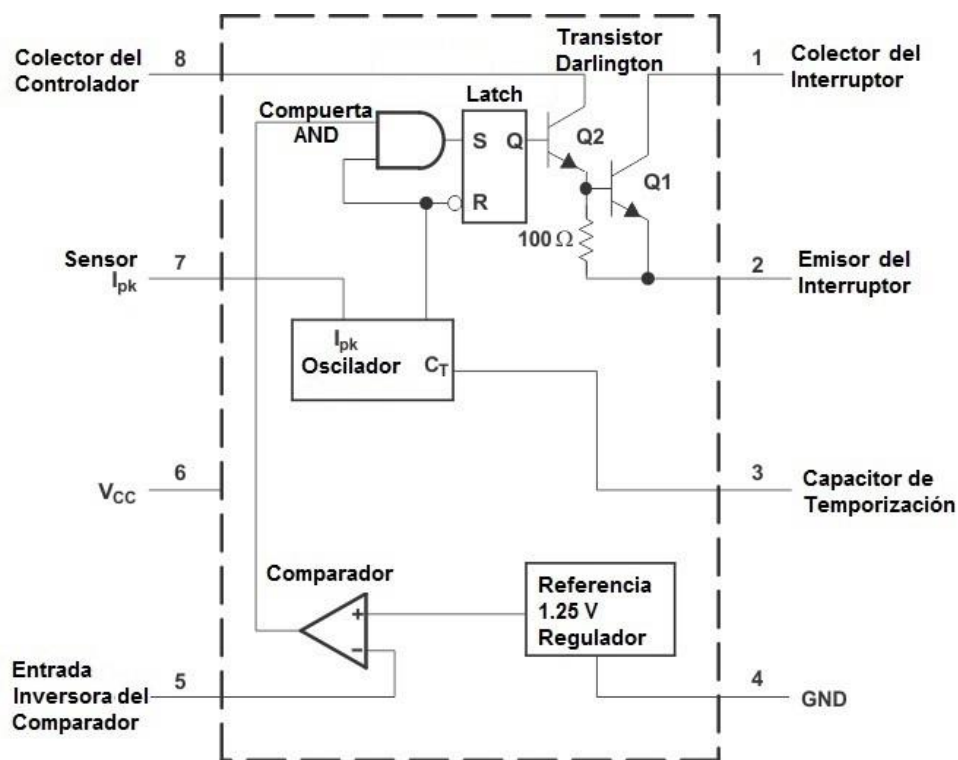 Colector del
Controlador
8
Transistor
Darlington
1
Colector del
Interruptor
Compuerta
AND
Latch
S
Q
Q2
R
Q1
100 Ω
Sensor
Ipk
7
2
Emisor del
Interruptor
Ipk
Oscilador
CT
6
VCC
3
Capacitor de
Temporización
Comparador
+
−
Referencia
1.25 V
Regulador
Entrada
Inversora del
Comparador
5
4
GND